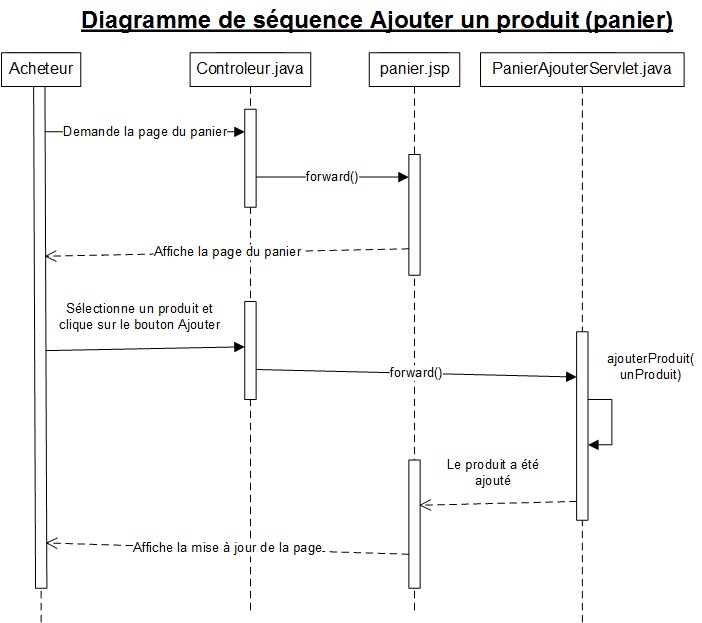 Diagramme de séquence Ajouter un produit (panier)
Acheteur
Controleur.java
panier.jsp
PanierAjouterServlet.java
Demande la page du panier
forward()
Affiche la page du panier
Sélectionne un produit et
clique sur le bouton Ajouter
forward()
ajouterProduit(
unProduit)
Le produit a été
ajouté
Affiche la mise à jour de la page